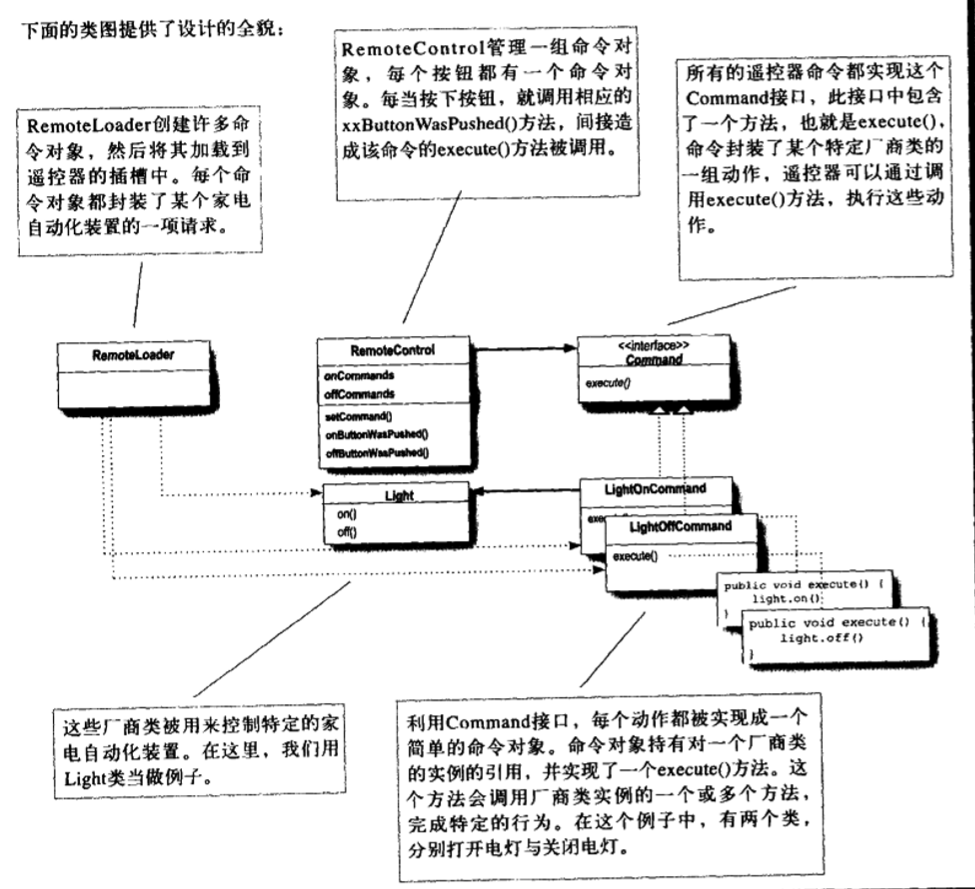 下面的类图提供了设计的全貌：
RemoteControl管理一组命令对
象，每个按钮都有一个命令对
象。每当按下按钮，就调用相应的
xxButtonWasPushed()方法，间接造
成该命令的execute()方法被调用。
所有的遥控器命令都实现这个
Command接口，此接口中包含
了一个方法，也就是execute()，
命令封装了某个特定厂商类的
一组动作，遥控器可以通过调
用execute()方法，执行这些动
作。
RemoteLoader创建许多命
令对象，然后将其加载到
遥控器的插槽中。每个命
令对象都封装了某个家电
自动化装置的一项请求。
RemoteLoader
RemoteControl
onCommands
offCommands
setCommand()
onButtonWasPushed()
offButtonWasPushed()
<<interface>>
Command
execute()
Light
on()
off()
LightOnCommand
exe
LightOffCommand
execute()
public void execute() {
light.on()
}
public void execute() {
light.off()
}
这些厂商类被用来控制特定的家
电自动化装置。在这里，我们用
Light类当做例子。
利用Command接口，每个动作都被实现成一个
简单的命令对象。命令对象持有对一个厂商类
的实例的引用，并实现了一个execute()方法。这
个方法会调用厂商类实例的一个或多个方法，
完成特定的行为。在这个例子中，有两个类，
分别打开电灯与关闭电灯。